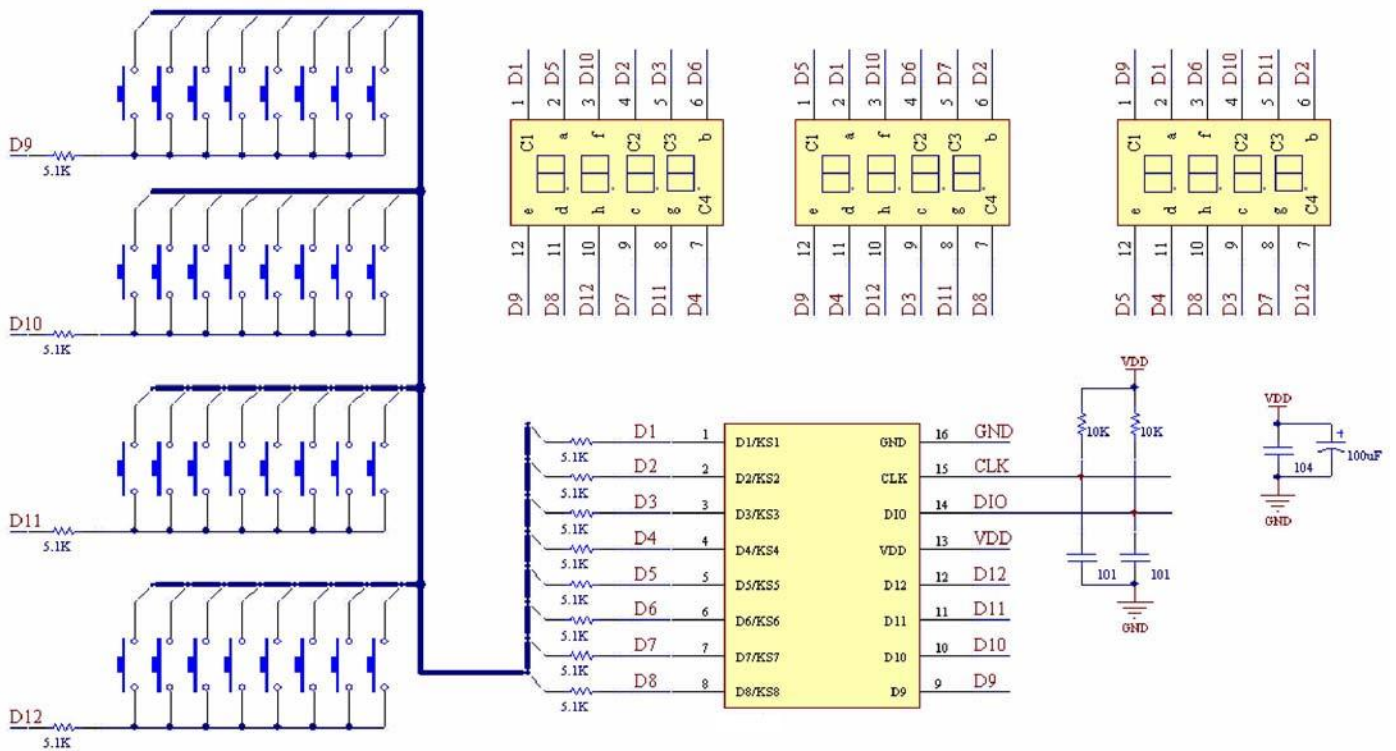 D9
5.1K
D10
5.1K
D11
5.1K
D12
5.1K
D1 D5 D10 D2 D3 D6
1 2 3 4 5 6
C1 a f C2 C3 b
e d h c g C4
12 11 10 9 8 7
D9 D8 D12 D7 D11 D4
D5 D1 D10 D6 D7 D2
1 2 3 4 5 6
C1 a f C2 C3 b
e d h c g C4
12 11 10 9 8 7
D9 D4 D12 D3 D11 D8
D9 D1 D6 D10 D11 D2
1 2 3 4 5 6
C1 a f C2 C3 b
e d h c g C4
12 11 10 9 8 7
D5 D4 D8 D3 D7 D12
D1 1 D1/KS1 GND 16 GND
5.1K
D2 2 D2/KS2 CLK 15 CLK
5.1K
D3 3 D3/KS3 DIO 14 DIO
5.1K
D4 4 D4/KS4 VDD 13 VDD
5.1K
D5 5 D5/KS5 D12 12 D12
5.1K
D6 6 D6/KS6 D11 11 D11
5.1K
D7 7 D7/KS7 D10 10 D10
5.1K
D8 8 D8/KS8 D9 9 D9
5.1K
VDD
10K 10K
101 101
GND
VDD
+
104 100uF
GND